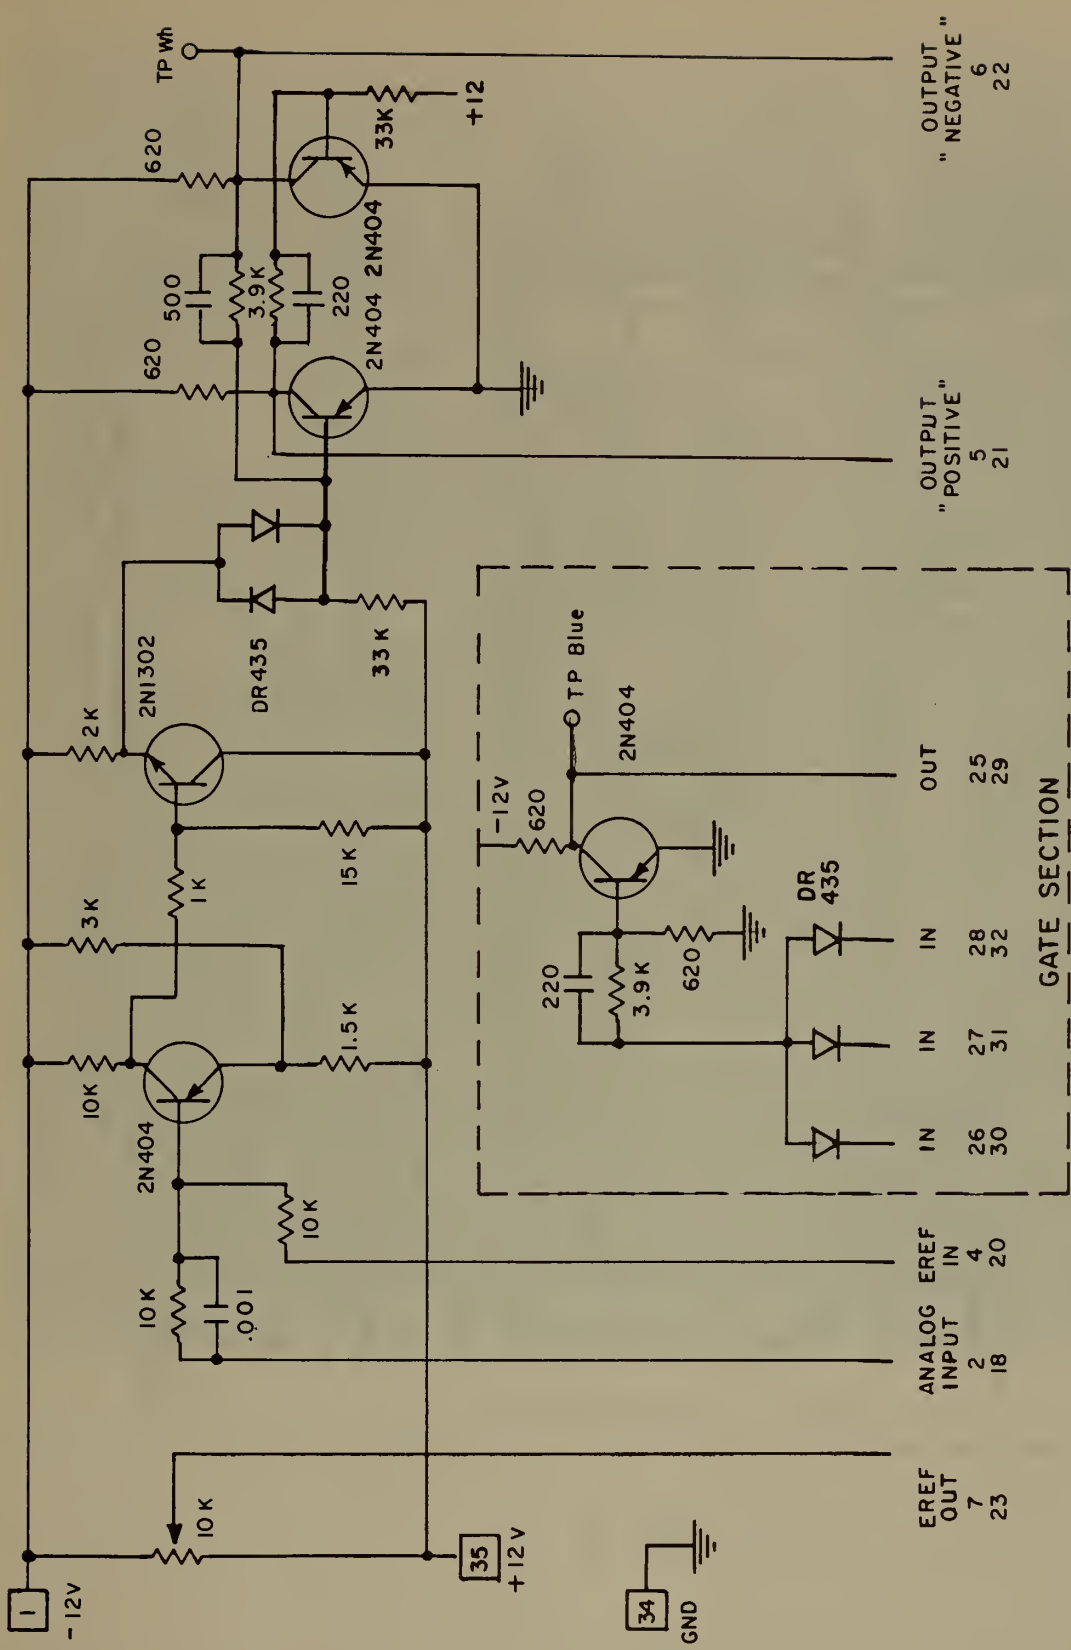 1
-12V
10K
35
+12V
34
GND
10K
.001
10K
2N404
10K
3K
1.5K
1K
15K
2K
2N1302
DR435
33K
620
500
3.9K
220
2N404
2N404
620
33K
+12
TP Wh
EREF
OUT
7
23
ANALOG
INPUT
2
18
EREF
IN
4
20
IN
26
30
IN
27
31
IN
28
32
OUT
25
29
GATE SECTION
220
3.9K
620
DR
435
-12V
620
2N404
TP Blue
OUTPUT
"POSITIVE"
5
21
OUTPUT
"NEGATIVE"
6
22